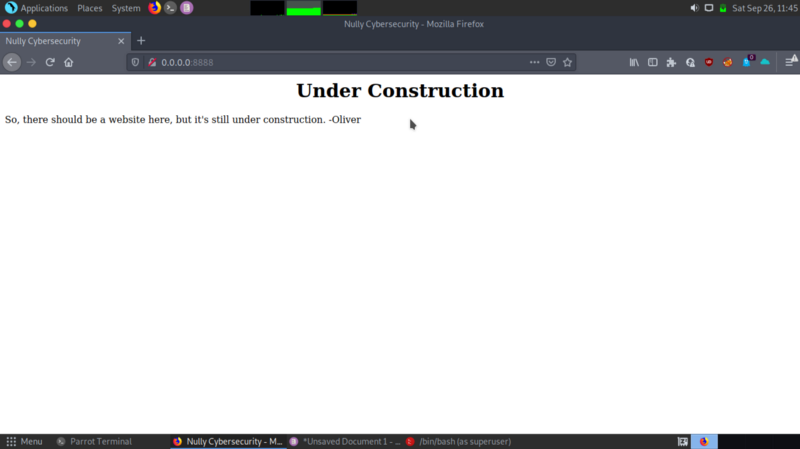 Applications Places System
Sat Sep 26, 11:45
Nully Cybersecurity - Mozilla Firefox
Nully Cybersecurity
0.0.0.0:8888
0
Under Construction
So, there should be a website here, but it's still under construction. -Oliver
Menu Parrot Terminal Nully Cybersecurity - M... *Unsaved Document 1 - ... /bin/bash (as superuser)